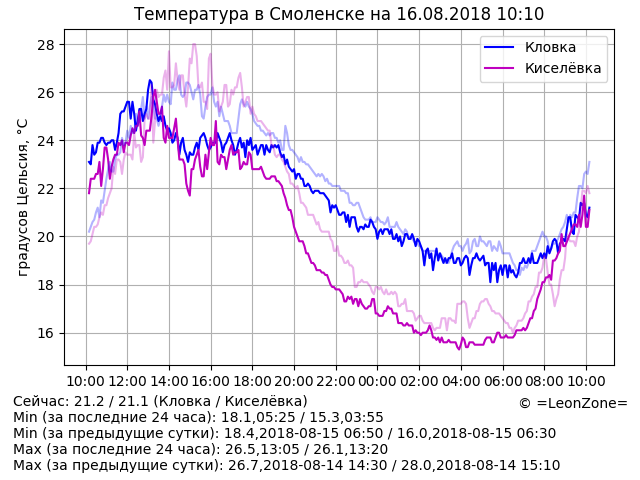 Температура в Смоленске на 16.08.2018 10:10
Кловка
Киселёвка
градусов Цельсия, °C
28
26
24
22
20
18
16
10:00 12:00 14:00 16:00 18:00 20:00 22:00 00:00 02:00 04:00 06:00 08:00 10:00
Сейчас: 21.2 / 21.1 (Кловка / Киселёвка)
© =LeonZone=
Min (за последние 24 часа): 18.1,05:25 / 15.3,03:55
Min (за предыдущие сутки): 18.4,2018-08-15 06:50 / 16.0,2018-08-15 06:30
Max (за последние 24 часа): 26.5,13:05 / 26.1,13:20
Max (за предыдущие сутки): 26.7,2018-08-14 14:30 / 28.0,2018-08-14 15:10